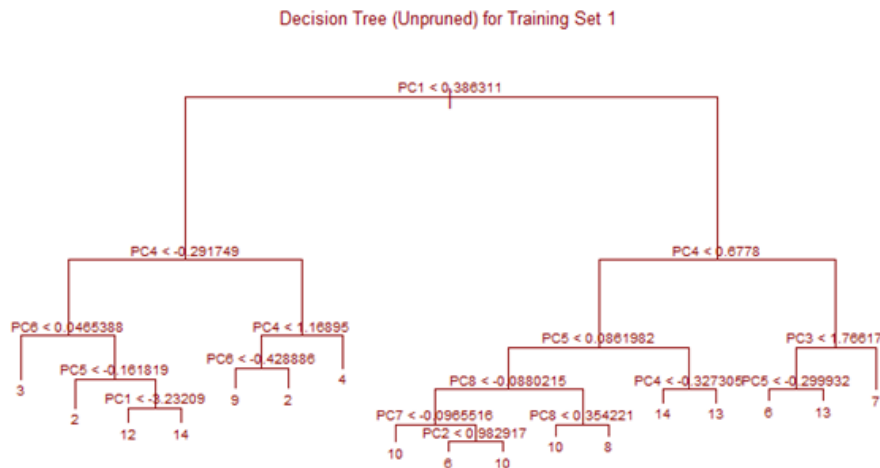 Decision Tree (Unpruned) for Training Set 1
PC1 < 0.386311
PC4 < -0.291749
PC4 < 0.6778
PC6 < 0.0465388
PC4 < 1.16895
PC5 < 0.0861982
PC3 < 1.76617
PC6 < -0.428886
3
PC5 < -0.161819
4
PC8 < -0.0880215
PC4 < -0.327305
PC5 < -0.299932
7
2
PC1 < -3.23209
9
2
14
13
6
13
12
14
PC7 < -0.0965516
PC8 < 0.354221
10
PC2 < 0.982917
10
8
6
10